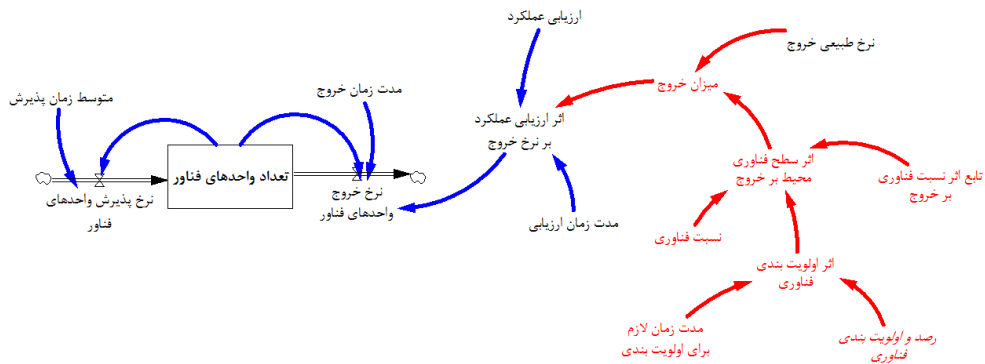 ارزیابی عملکرد
نرخ طبیعی خروج
متوسط زمان پذیرش
مدت زمان خروج
میزان خروج
اثر ارزیابی عملکرد
بر نرخ خروج
تعداد واحدهای فناور
اثر سطح فناوری
محیط بر خروج
تابع اثر نسبت فناوری
بر خروج
نرخ پذیرش واحدهای
فناور
نرخ خروج
واحدهای فناور
مدت زمان ارزیابی
نسبت فناوری
اثر اولویت بندی
فناوری
مدت زمان لازم
برای اولویت بندی
رصد و اولویت بندی
فناوری